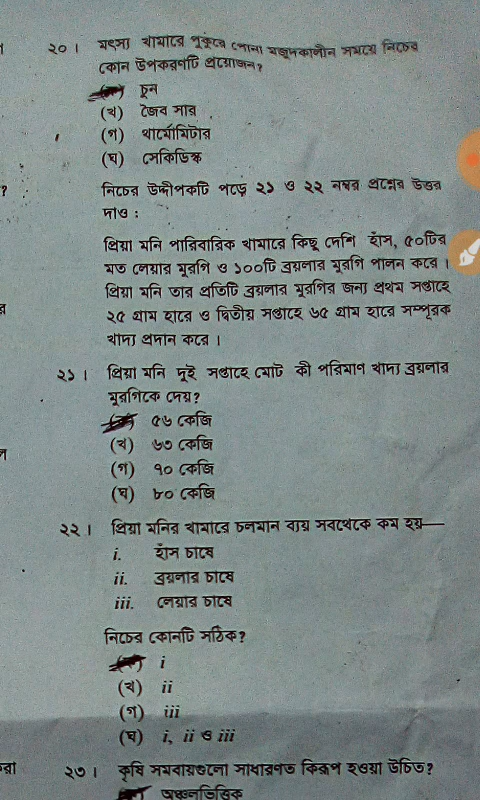 ২০। মৎস্য খামারে পুকুরে পোনা মজুদকালীন সময়ে নিচের
কোন উপকরণটি প্রয়োজন?
চুন
(খ) জৈব সার
(গ) থার্মোমিটার
(ঘ) সেকিডিস্ক
?
নিচের উদ্দীপকটি পড়ে ২১ ও ২২ নম্বর প্রশ্নের উত্তর
দাও :
প্রিয়া মনি পারিবারিক খামারে কিছু দেশি হাঁস, ৫০টির
মত লেয়ার মুরগি ও ১০০টি ব্রয়লার মুরগি পালন করে।
প্রিয়া মনি তার প্রতিটি ব্রয়লার মুরগির জন্য প্রথম সপ্তাহে
২৫ গ্রাম হারে ও দ্বিতীয় সপ্তাহে ৬৫ গ্রাম হারে সম্পূরক
খাদ্য প্রদান করে।
২১। প্রিয়া মনি দুই সপ্তাহে মোট কী পরিমাণ খাদ্য ব্রয়লার
মুরগিকে দেয়?
৫৬ কেজি
(খ) ৬৩ কেজি
(গ) ৭০ কেজি
(ঘ) ৮০ কেজি
২২। প্রিয়া মনির খামারে চলমান ব্যয় সবথেকে কম হয়—
i. হাঁস চাষে
ii. ব্রয়লার চাষে
iii. লেয়ার চাষে
নিচের কোনটি সঠিক?
i
(খ) ii
(গ) iii
(ঘ) i, ii ও iii
২৩। কৃষি সমবায়গুলো সাধারণত কিরূপ হওয়া উচিত?
অঞ্চলভিত্তিক